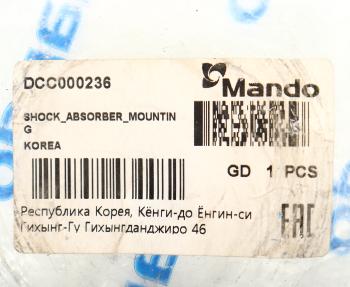 DCC000236
Mando
SHOCK_ABSORBER_MOUNTIN
G
KOREA
GD 1 PCS
Республика Корея, Кёнги-до Ёнгин-си
Гихынг-Гу Гихынгданджиро 46
EAC